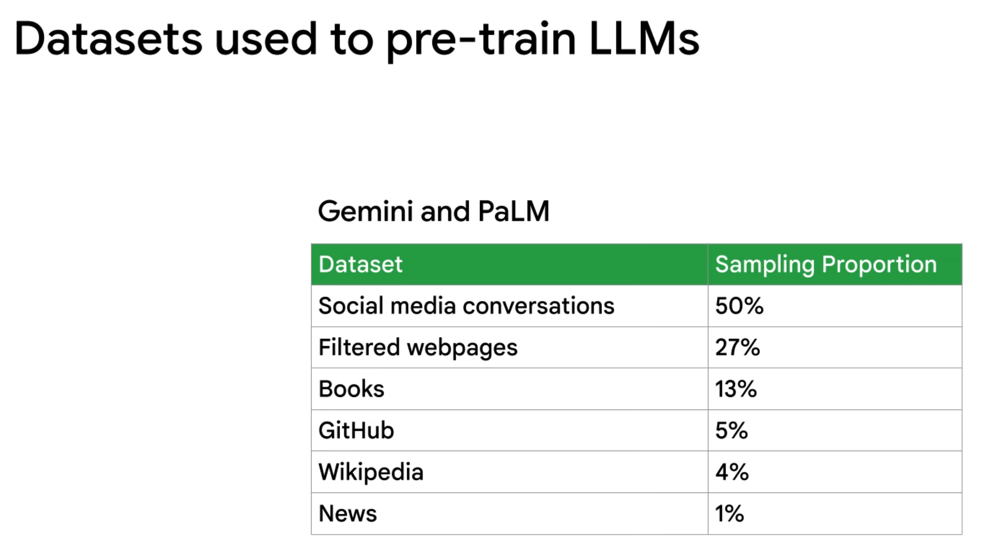 Datasets used to pre-train LLMs
Gemini and PaLM
Dataset Sampling Proportion
Social media conversations 50%
Filtered webpages 27%
Books 13%
GitHub 5%
Wikipedia 4%
News 1%